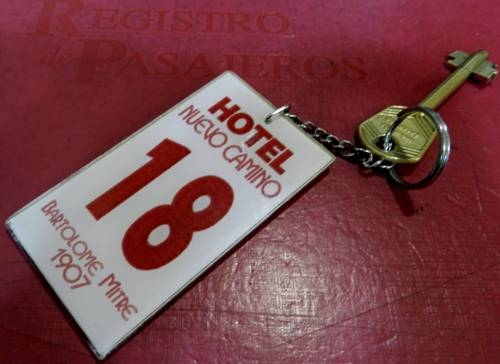 REGISTRO
de PASAJEROS
HOTEL
NUEVO CAMINO
18
BARTOLOME MITRE
1907